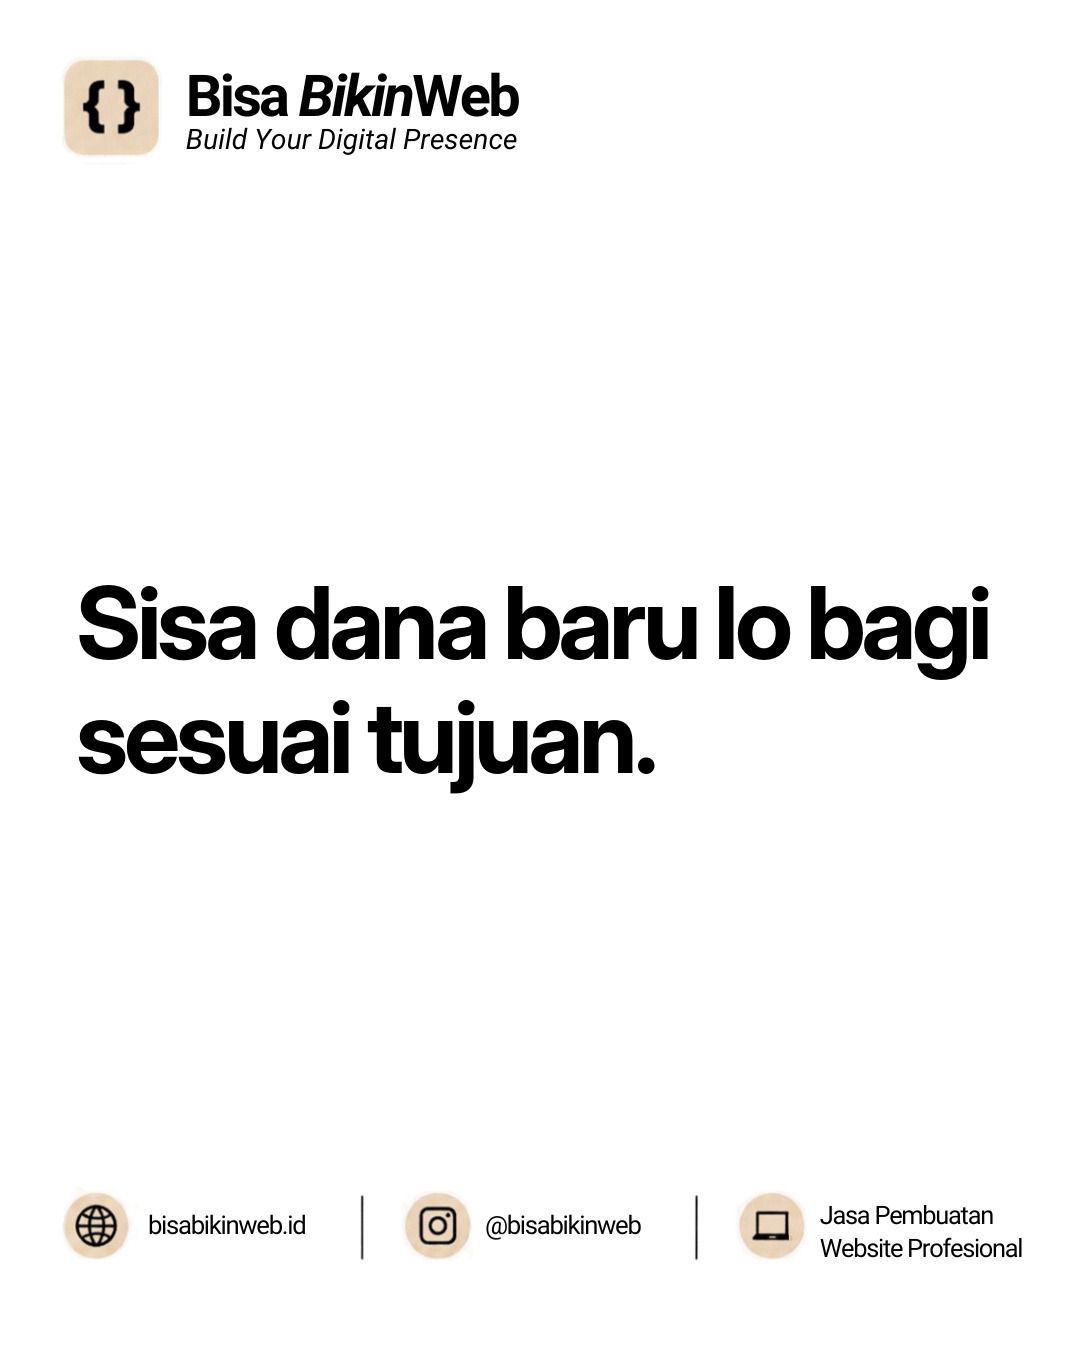 { }
Bisa BikinWeb
Build Your Digital Presence
Sisa dana baru lo bagi
sesuai tujuan.
bisabikinweb.id
@bisabikinweb
Jasa Pembuatan
Website Profesional